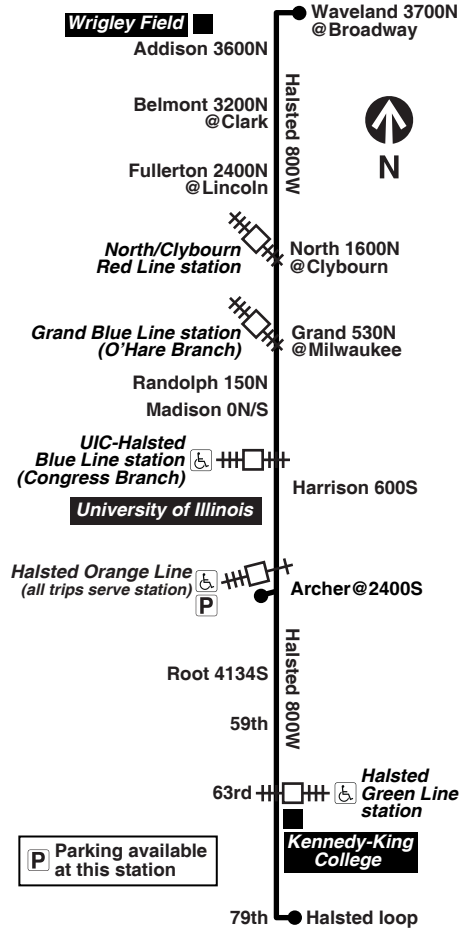 Wrigley Field
Waveland 3700N
@Broadway
Addison 3600N
Halsted 800W
Belmont 3200N
@Clark
N
Fullerton 2400N
@Lincoln
North/Clybourn
Red Line station
North 1600N
@Clybourn
Grand Blue Line station
(O'Hare Branch)
Grand 530N
@Milwaukee
Randolph 150N
Madison 0N/S
UIC-Halsted
Blue Line station
(Congress Branch)
Harrison 600S
University of Illinois
Halsted Orange Line
(all trips serve station)
P
Archer@2400S
Halsted 800W
Root 4134S
59th
63rd
Halsted
Green Line
station
Kennedy-King
College
P Parking available
at this station
79th
Halsted loop